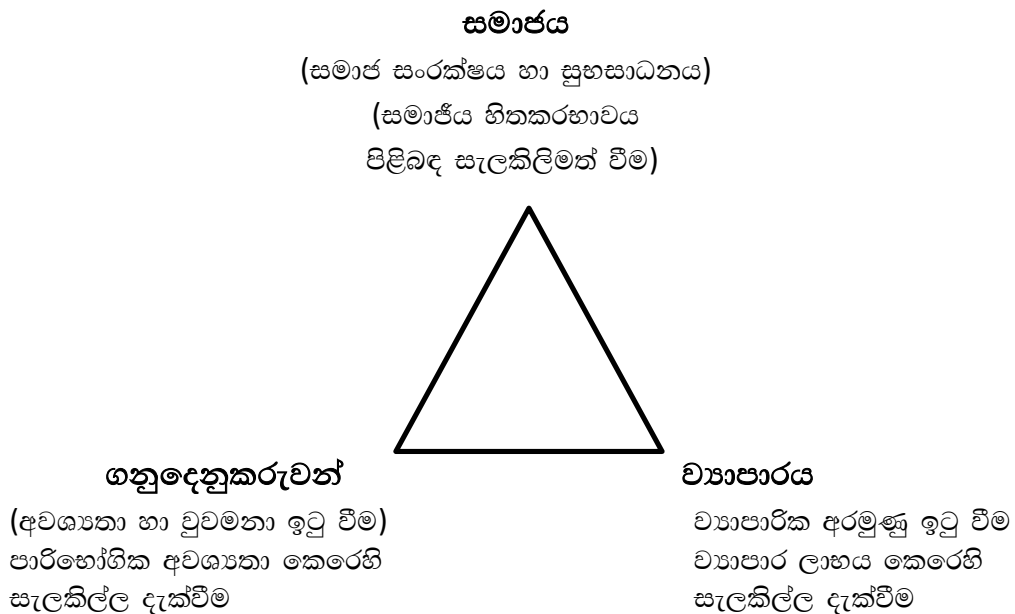 සමාජය
(සමාජ සංරක්ෂය හා සුභසාධනය)
(සමාජීය හිතකරභාවය
පිළිබඳ සැලකිලිමත් වීම)
ගනුදෙනුකරුවන්
(අවශ්‍යතා හා වුවමනා ඉටු වීම)
පාරිභෝගික අවශ්‍යතා කෙරෙහි
සැලකිල්ල දැක්වීම
ව්‍යාපාරය
ව්‍යාපාරික අරමුණු ඉටු වීම
ව්‍යාපාර ලාභය කෙරෙහි
සැලකිල්ල දැක්වීම